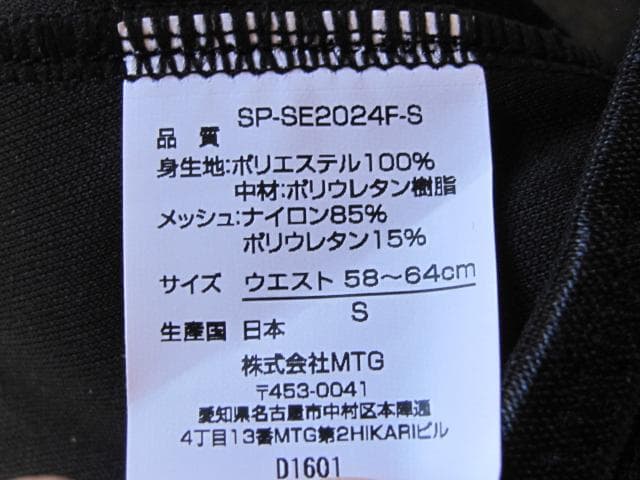 SP-SE2024F-S
品 質
身生地:ポリエステル100%
中材:ポリウレタン樹脂
メッシュ:ナイロン85%
ポリウレタン15%
サイズ ウエスト 58〜64cm
S
生産国 日本
株式会社MTG
〒453-0041
愛知県名古屋市中村区本陣通
4丁目13番MTG第2HIKARIビル
D1601